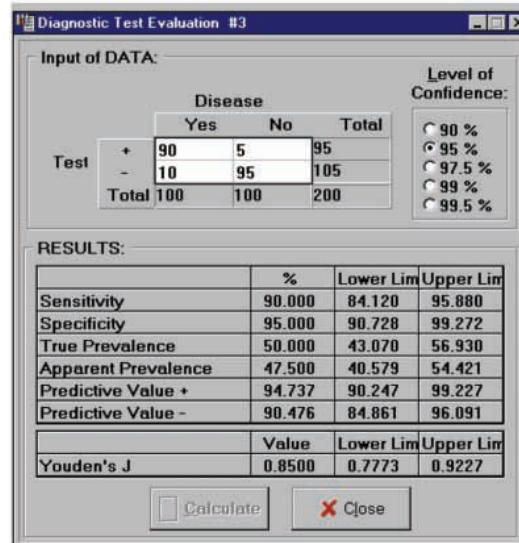 Diagnostic Test Evaluation #3
Input of DATA:
Level of
Confidence:
Disease
Yes No Total
Test + 90 5 95
- 10 95 105
Total 100 100 200
90 %
95 %
97.5 %
99 %
99.5 %
RESULTS:
% Lower Lim Upper Lim
Sensitivity 90.000 84.120 95.880
Specificity 95.000 90.728 99.272
True Prevalence 50.000 43.070 56.930
Apparent Prevalence 47.500 40.579 54.421
Predictive Value + 94.737 90.247 99.227
Predictive Value - 90.476 84.861 96.091
Value Lower Lim Upper Lim
Youden's J 0.8500 0.7773 0.9227
Calculate Close